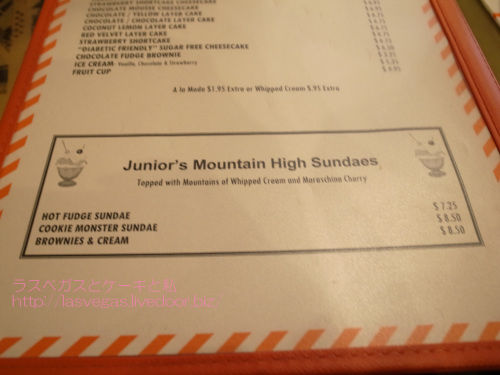 STRAWBERRY SHORTCAKE CHEESECAKE
CHOCOLATE MOUSSE CHEESECAKE
CHOCOLATE / YELLOW LAYER CAKE
CHOCOLATE / CHOCOLATE LAYER CAKE
COCONUT LEMON LAYER CAKE
RED VELVET LAYER CAKE
STRAWBERRY SHORTCAKE
"DIABETIC FRIENDLY" SUGAR FREE CHEESECAKE
CHOCOLATE FUDGE BROWNIE
ICE CREAM- Vanilla, Chocolate & Strawberry
FRUIT CUP
A la Mode $1.95 Extra or Whipped Cream $.95 Extra
Junior's Mountain High Sundaes
Topped with Mountains of Whipped Cream and Maraschino Cherry
HOT FUDGE SUNDAE $ 7.25
COOKIE MONSTER SUNDAE $ 8.50
BROWNIES & CREAM $ 8.50
ラスベガスとケーキと私
http://lasvegas.livedoor.biz/